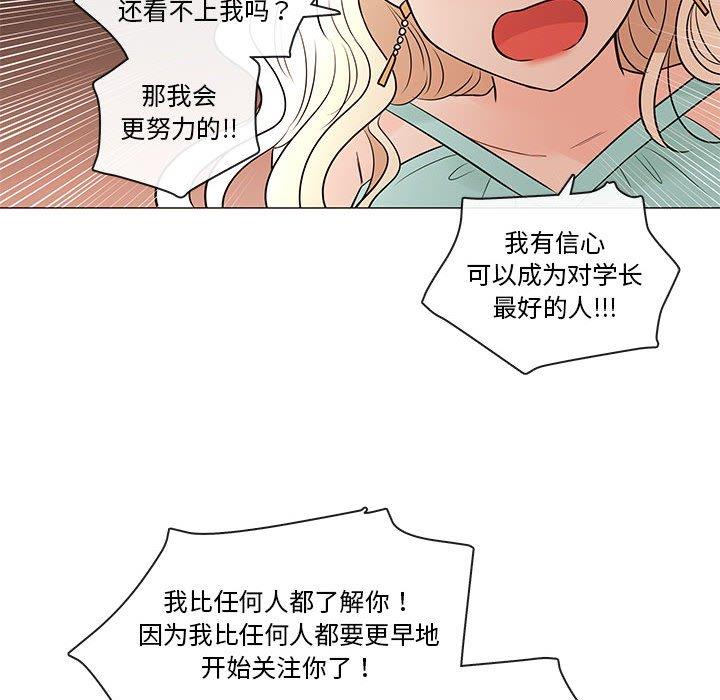 还看不上我吗？
那我会
更努力的!!
我有信心
可以成为对学长
最好的人!!!
我比任何人都了解你！
因为我比任何人都要更早地
开始关注你了！